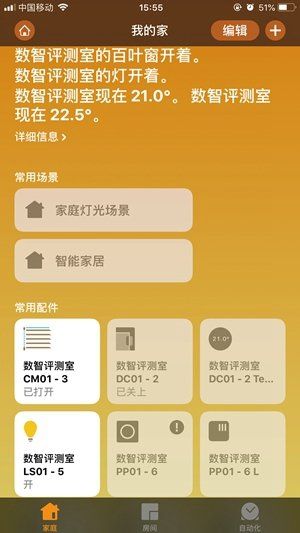 中国移动
15:55
51%
我的家
编辑
数智评测室的百叶窗开着。
数智评测室的灯开着。
数智评测室现在 21.0°。 数智评测室
现在 22.5°。
详细信息
常用场景
家庭灯光场景
智能家居
常用配件
数智评测室
CM01 - 3
已打开
数智评测室
DC01 - 2
已关上
21.0°
数智评测室
DC01 - 2 Te...
数智评测室
LS01 - 5
开
数智评测室
PP01 - 6
数智评测室
PP01 - 6 L
家庭
房间
自动化